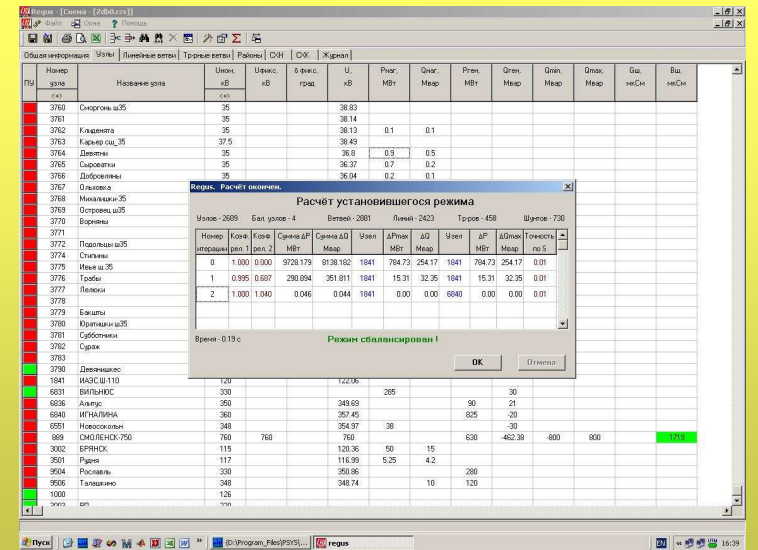 Regus - [Схема - [Zdb0.rzs]]
Файл Окна ? Помощь
Общая информация Узлы Линейные ветви Тр-рные ветви Районы СХН СХК Журнал
ПУ Номер узла Название узла Uном, кВ Uфикс, кВ δ фикс, град U, кВ Pнаг, МВт Qнаг, Мвар Pген, МВт Qген, Мвар Qmin, Мвар Qmax, Мвар Gш, мкСм Bш, мкСм
3760 Сморгонь ш35 35 38.83
3761 35 38.14
3762 Клиденята 35 38.13 0.1 0.1
3763 Карьер сш_35 37.5 38.49
3764 Девятни 35 36.8 0.9 0.5
3765 Сыроватки 35 36.37 0.7 0.2
3766 Добровляны 35 36.04 0.2 0.1
3767 Ольховка
3768 Михалишки-35
3769 Островец ш35
3770 Ворняны
3771
3772 Подольцы ш35
3774 Стипины
3775 Ивье ш.35
3776 Трабы
3777 Лелюки
3778
3779 Бакшты
3780 Юратишки ш35
3781 Субботники
3782 Сураж
3783
3790 Девянишкес
Regus. Расчёт окончен.
Расчёт установившегося режима
Узлов - 2689 Бал. узлов - 4 Ветвей - 2881 Линий - 2423 Тр-ров - 458 Шунтов - 730
Номер итерации Коэф. рел. 1 Коэф. рел. 2 Сумма ΔP МВт Сумма ΔQ Мвар Узел ΔPmax МВт ΔQ Мвар Узел ΔP МВт ΔQmax Мвар Точность по S
0 1.000 0.000 9728.179 8138.182 1841 784.73 254.17 1841 784.73 254.17 0.01
1 0.995 0.687 290.894 351.811 1841 15.31 32.35 1841 15.31 32.35 0.01
2 1.000 1.040 0.046 0.044 1841 0.00 0.00 6840 0.00 0.00 0.01
Время - 0.19 с Режим сбалансирован !
OK Отмена
1841 ИАЭС.Ш-110 120 122.06
6831 ВИЛЬНЮС 330 285 30
6836 Алитус 350 349.69 90 21
6840 ИГНАЛИНА 360 357.45 825 -20
6551 Новосокольн 348 354.97 38 -30
889 СМОЛЕНСК-750 760 760 760 630 -462.38 -800 800 1719
3002 БРЯНСК 115 120.36 50 15
3501 Рудня 117 116.99 5.25 4.2
9504 Рославль 330 350.86 280
9506 Талашкино 348 348.74 10 120
1000 126
Пуск {D:\Program_Files\PSYS\... regus EN 16:39